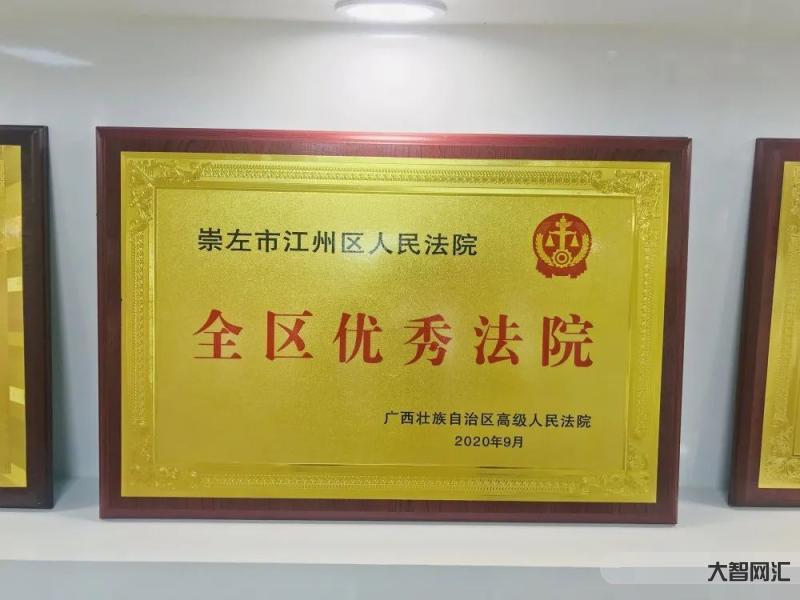 崇左市江州区人民法院
全区优秀法院
广西壮族自治区高级人民法院
2020年9月
大智网汇